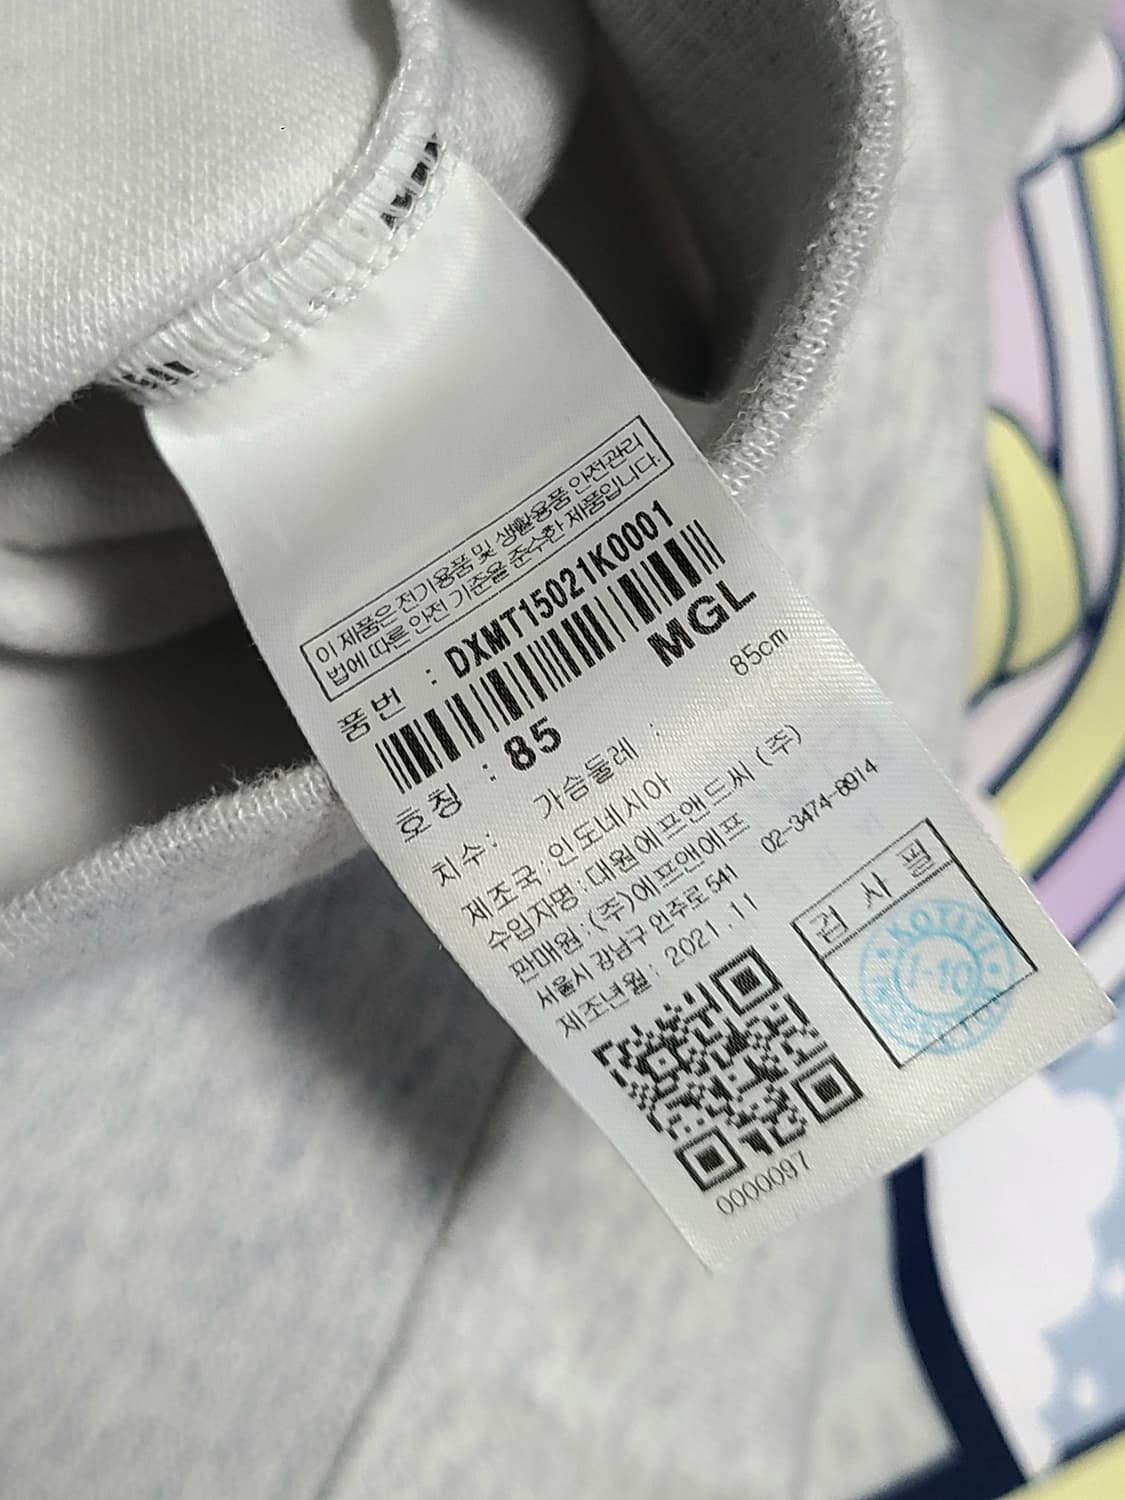 이 제품은 전기용품 및 생활용품 안전관리
법에 따른 안전 기준을 준수한 제품입니다.
품번 : DXMT15021K0001
MGL
호칭 : 85
치수 : 가슴둘레 : 85cm
제조국 : 인도네시아
수입자명 : 대원에프앤드씨 (주)
판매원 : (주)에프앤에프
서울시 강남구 언주로 541 02-3474-8914
제조년월 : 2021.11
검사필
KOTITI
I-10
0000097